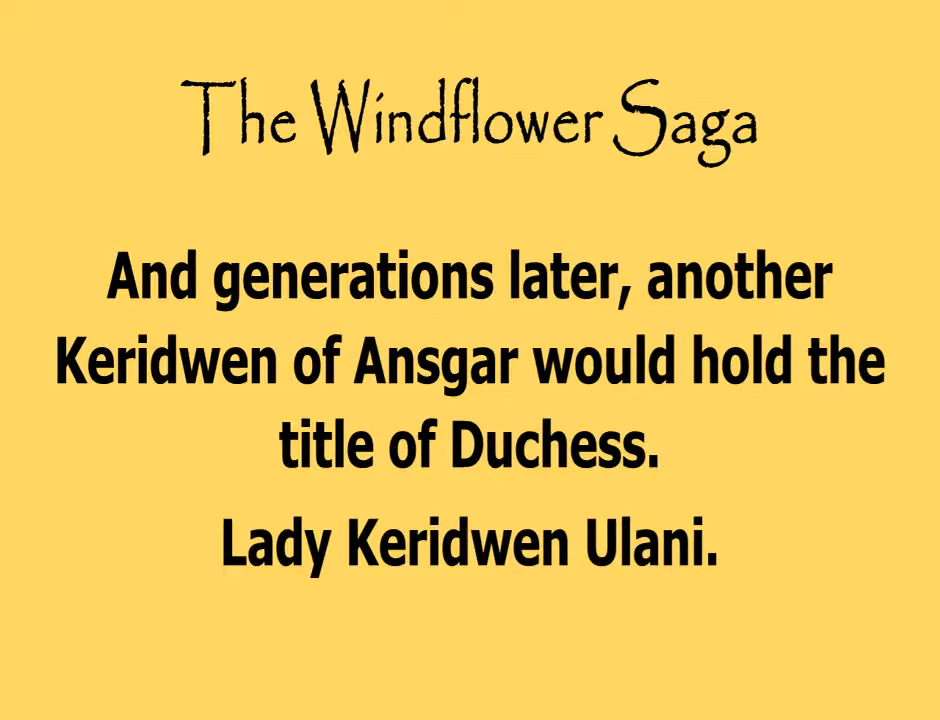 The Windflower Saga
And generations later, another
Keridwen of Ansgar would hold the
title of Duchess.
Lady Keridwen Ulani.